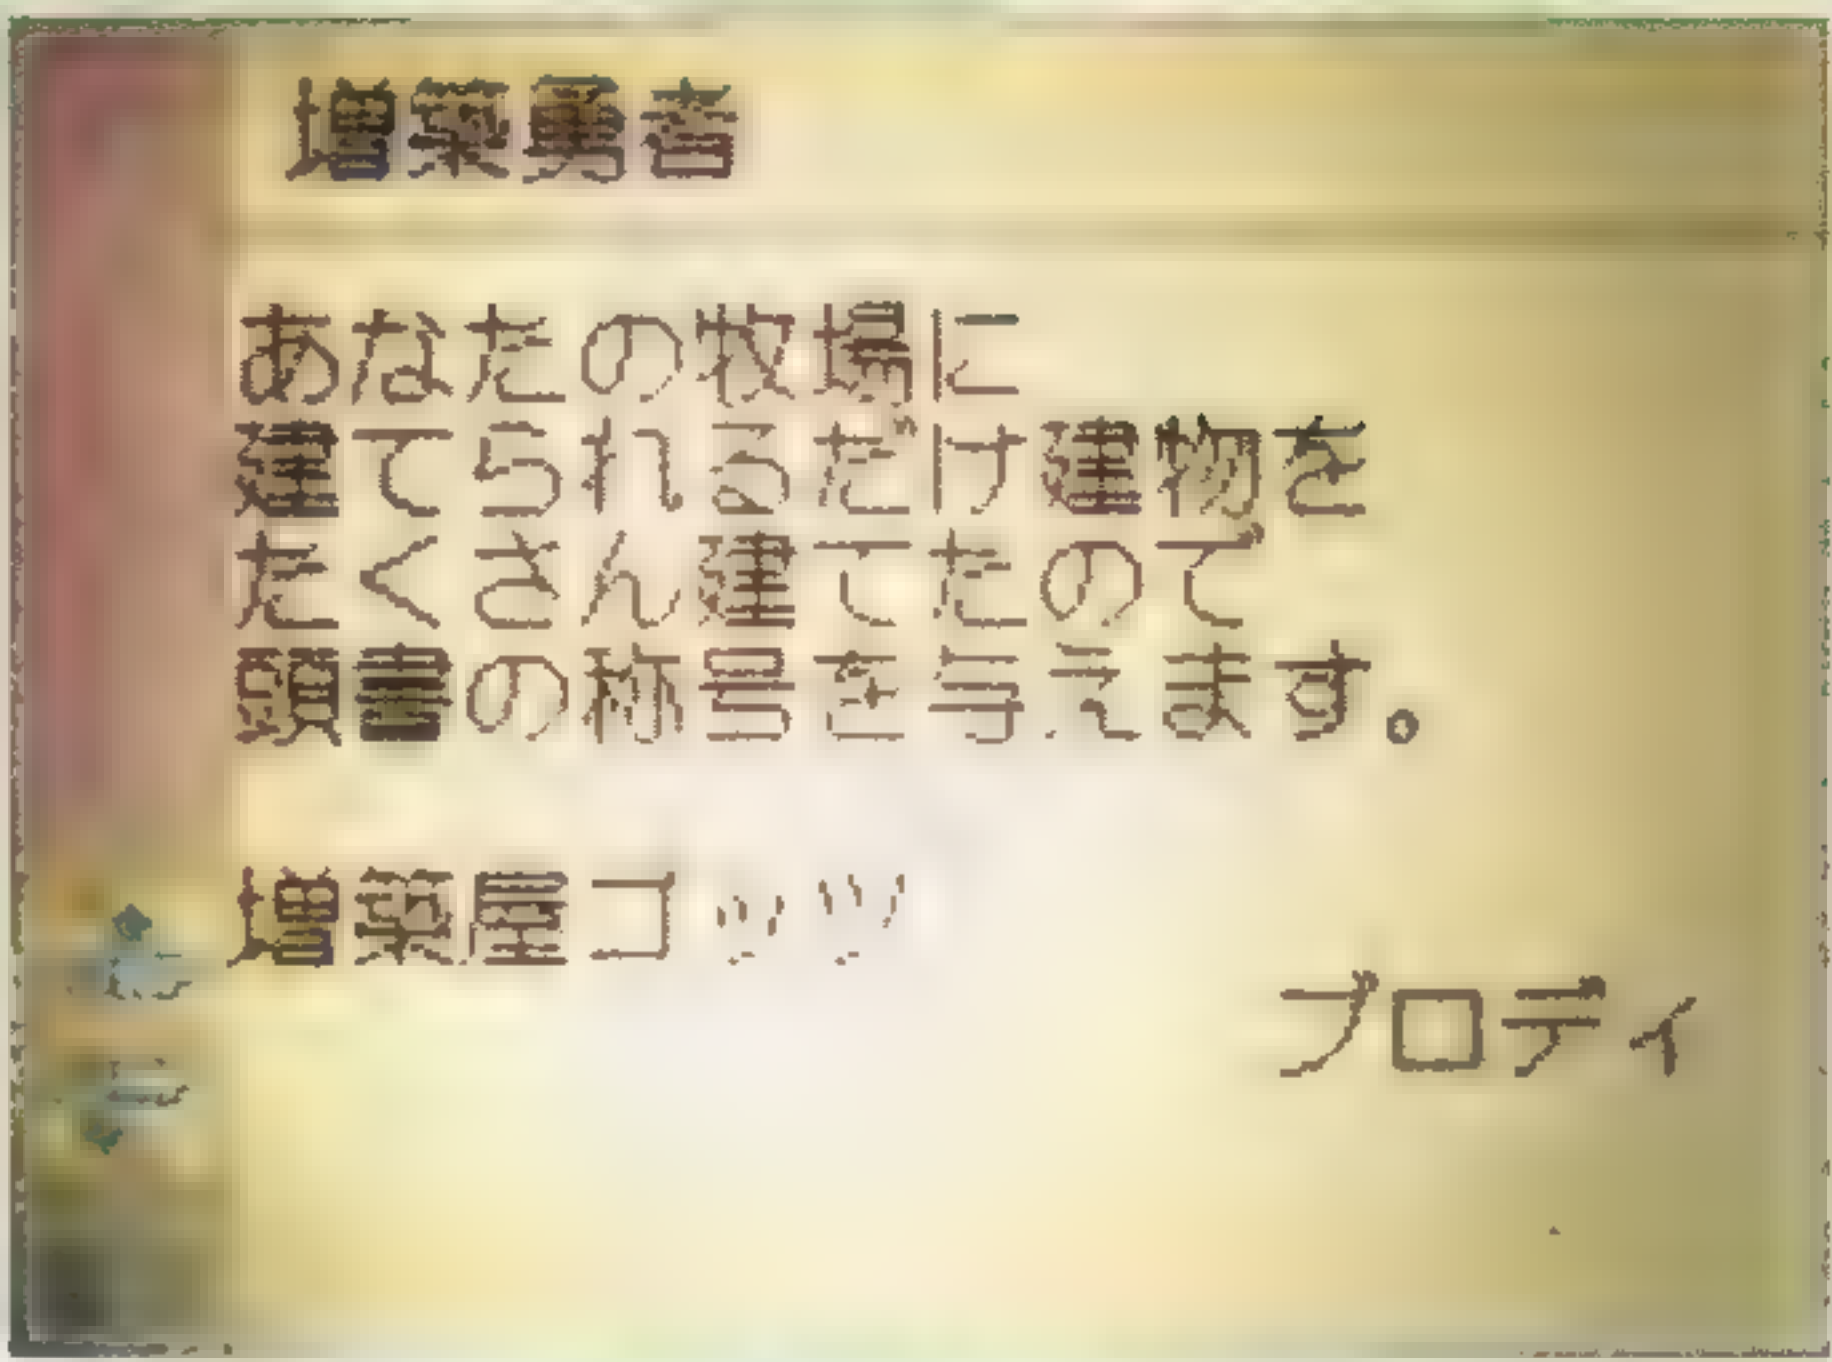 増築勇者
あなたの牧場に
建てられるだけ建物を
たくさん建てたので
頭書の称号を与えます。
増築屋ゴッツ
ブロディ